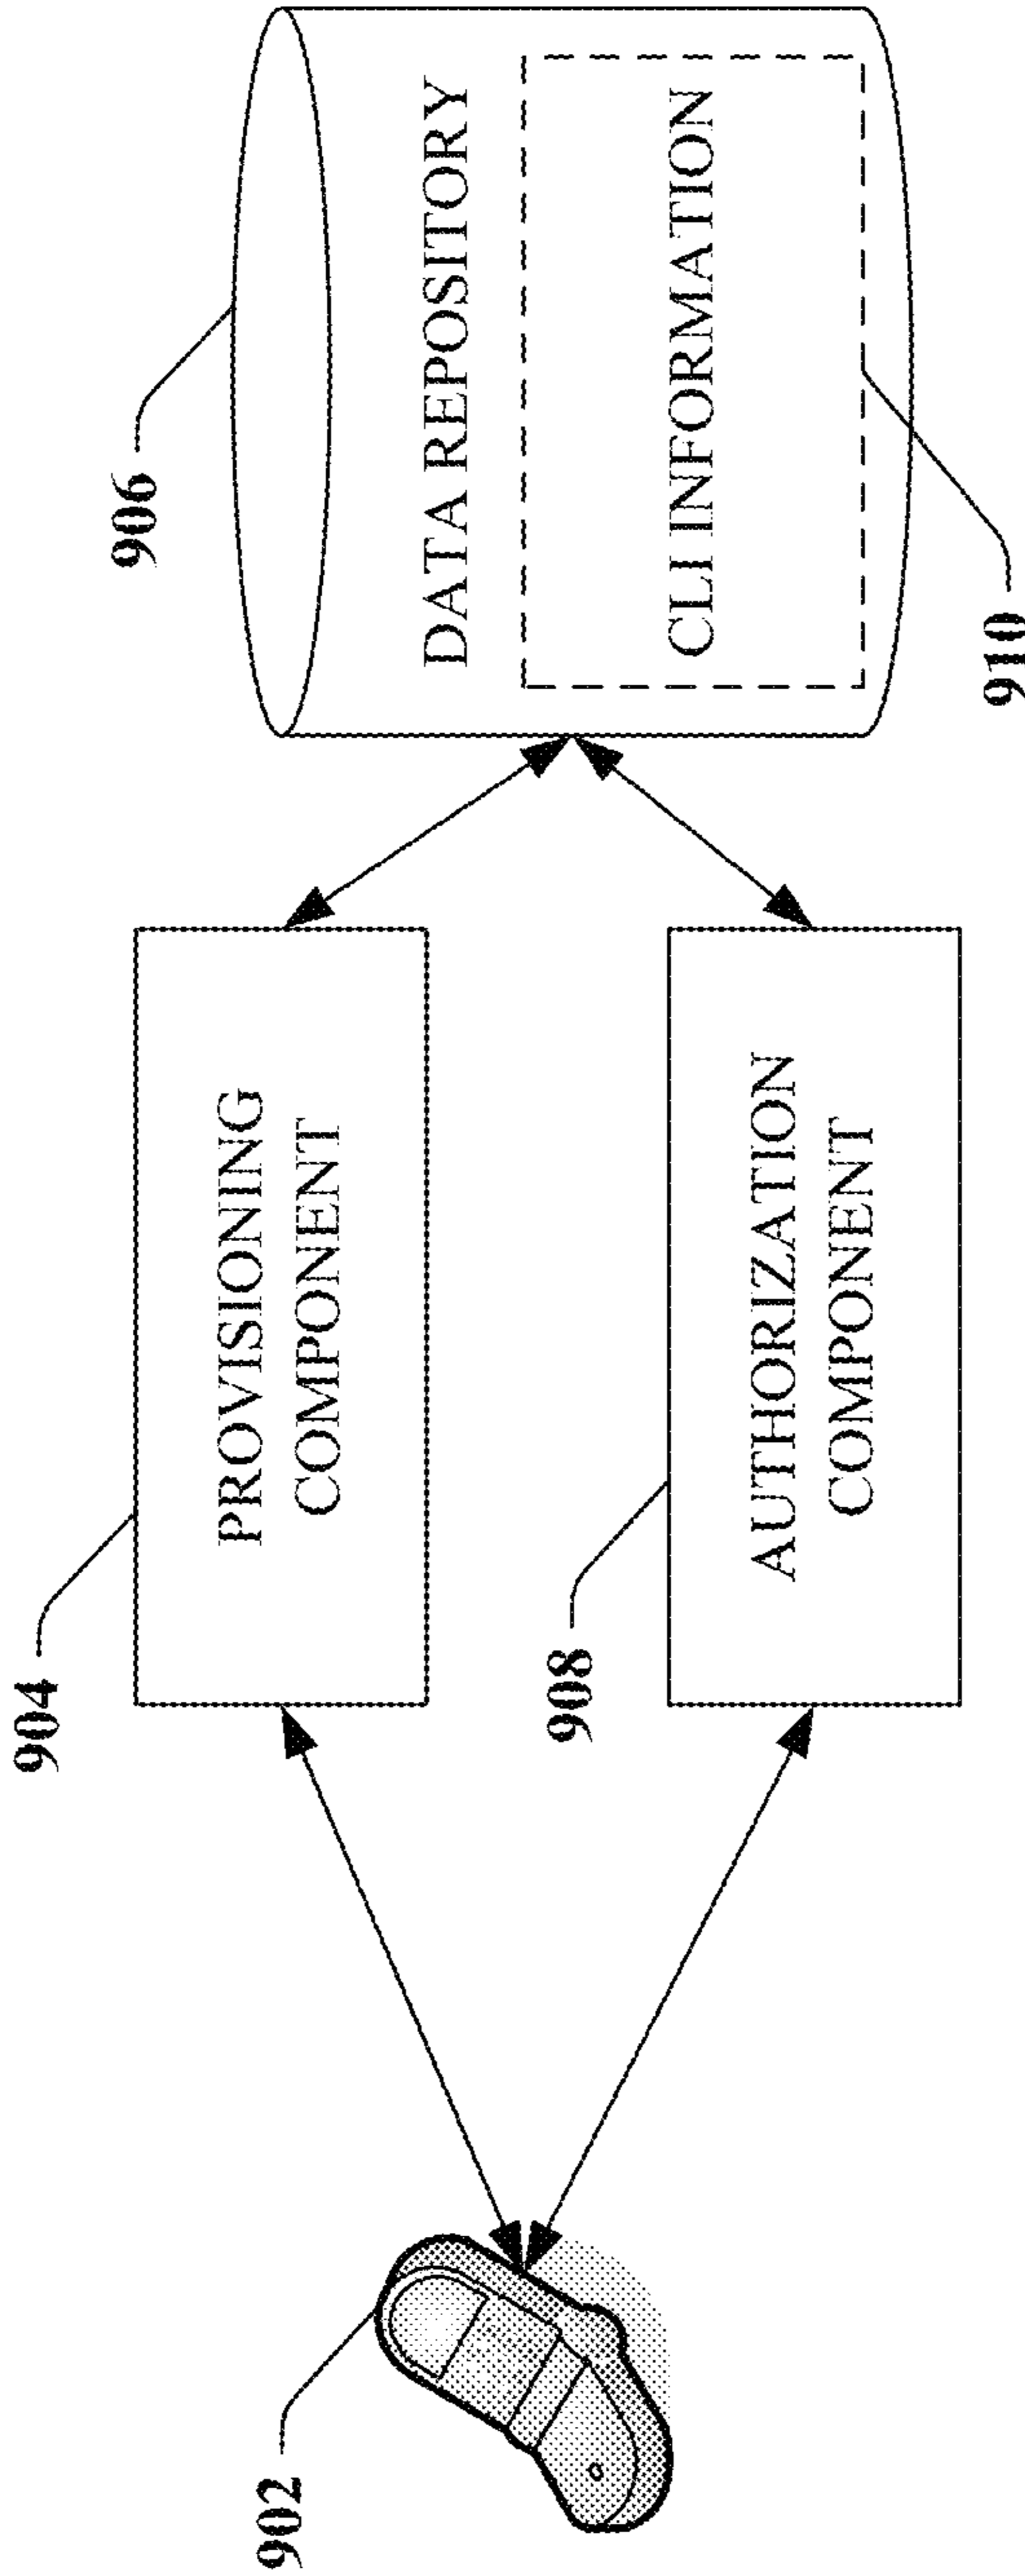 902
904
PROVISIONING
COMPONENT
908
AUTHORIZATION
COMPONENT
906
DATA REPOSITORY
CLI INFORMATION
910